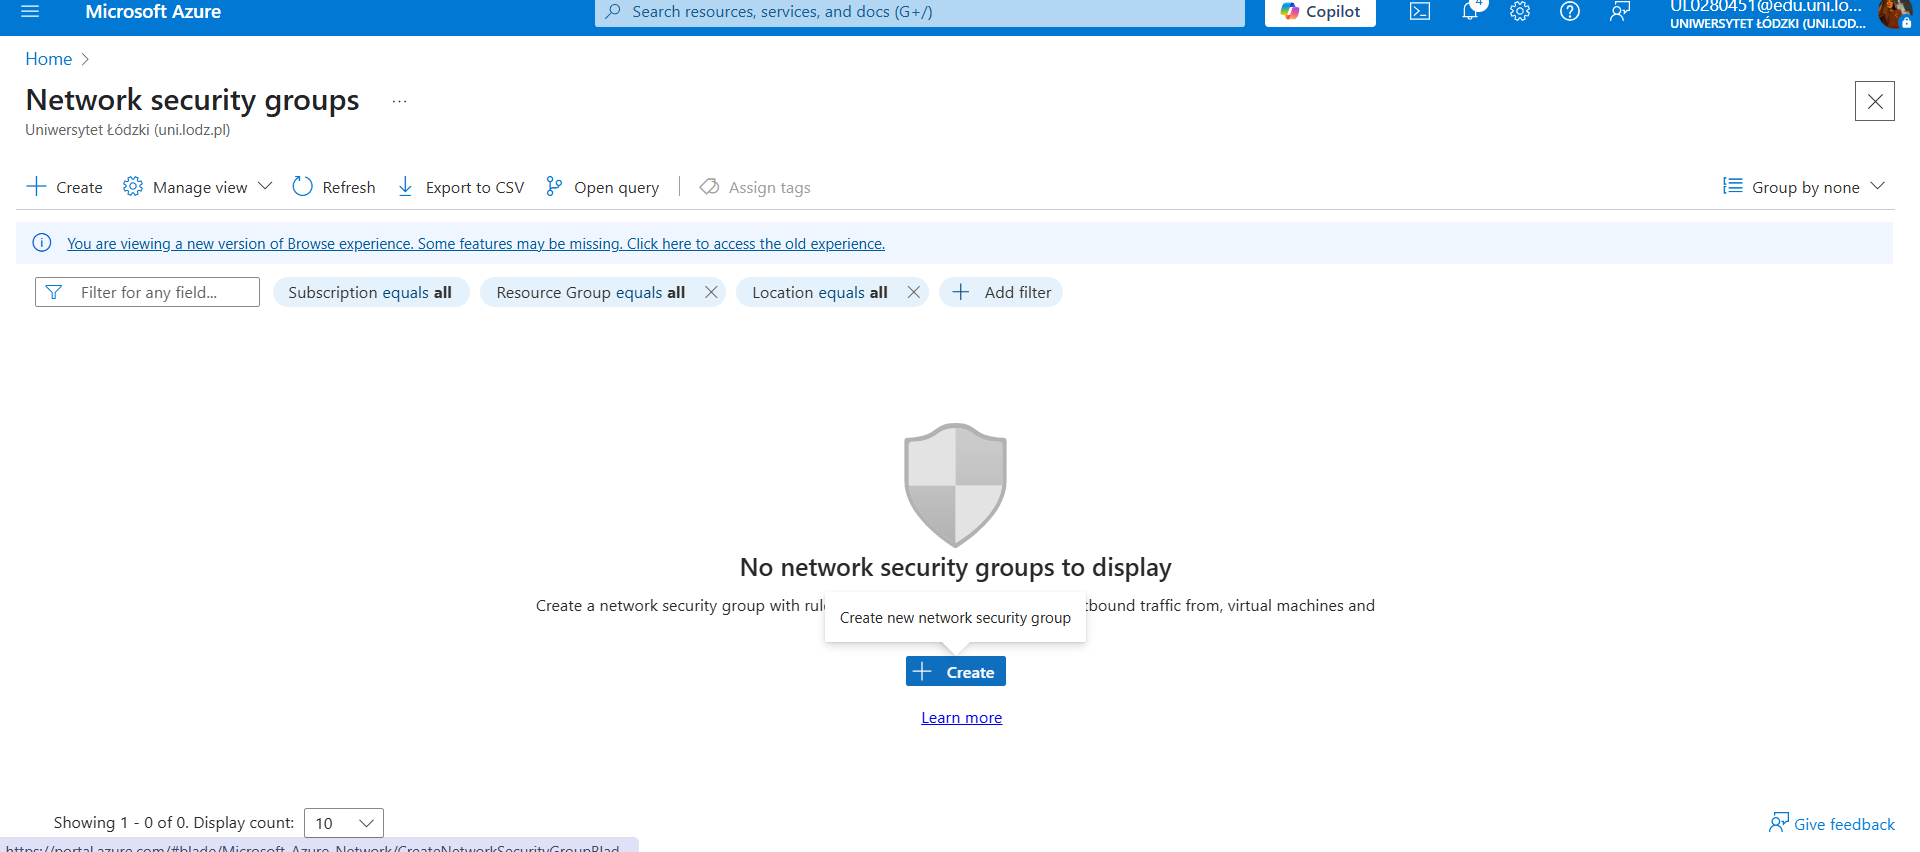 Microsoft Azure
Search resources, services, and docs (G+/)
Copilot
4
UL0280451@edu.uni.lo...
UNIWERSYTET ŁÓDZKI (UNI.LOD...
Home
Network security groups
...
Uniwersytet Łódzki (uni.lodz.pl)
Create
Manage view
Refresh
Export to CSV
Open query
Assign tags
Group by none
You are viewing a new version of Browse experience. Some features may be missing. Click here to access the old experience.
Filter for any field...
Subscription equals all
Resource Group equals all
Location equals all
Add filter
No network security groups to display
Create a network security group with traffic from, virtual machines and
Create new network security group
Create
Learn more
Showing 1 - 0 of 0. Display count:
10
Give feedback
https://portal.azure.com/#blade/Microsoft_Azure_Network/CreateNetworkSecurityGroupBlad...